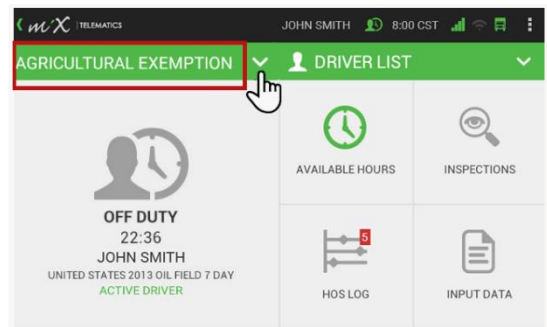 miX | TELEMATICS
JOHN SMITH 8:00 CST
AGRICULTURAL EXEMPTION
DRIVER LIST
AVAILABLE HOURS
INSPECTIONS
OFF DUTY
22:36
JOHN SMITH
UNITED STATES 2013 OIL FIELD 7 DAY
ACTIVE DRIVER
5
HOS LOG
INPUT DATA